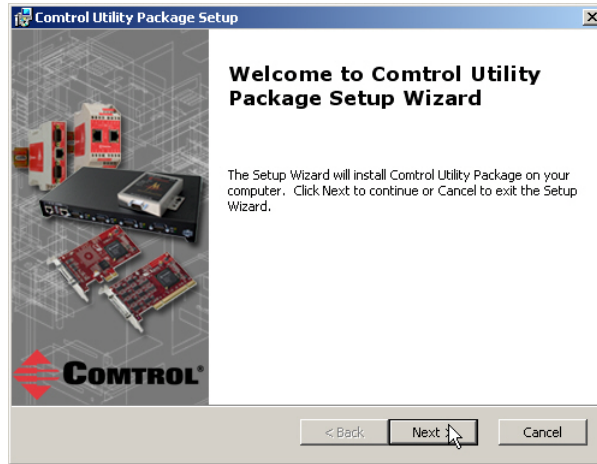 Comtrol Utility Package Setup
Welcome to Comtrol Utility
Package Setup Wizard
The Setup Wizard will install Comtrol Utility Package on your
computer. Click Next to continue or Cancel to exit the Setup
Wizard.
COMTROL®
< Back
Next >
Cancel